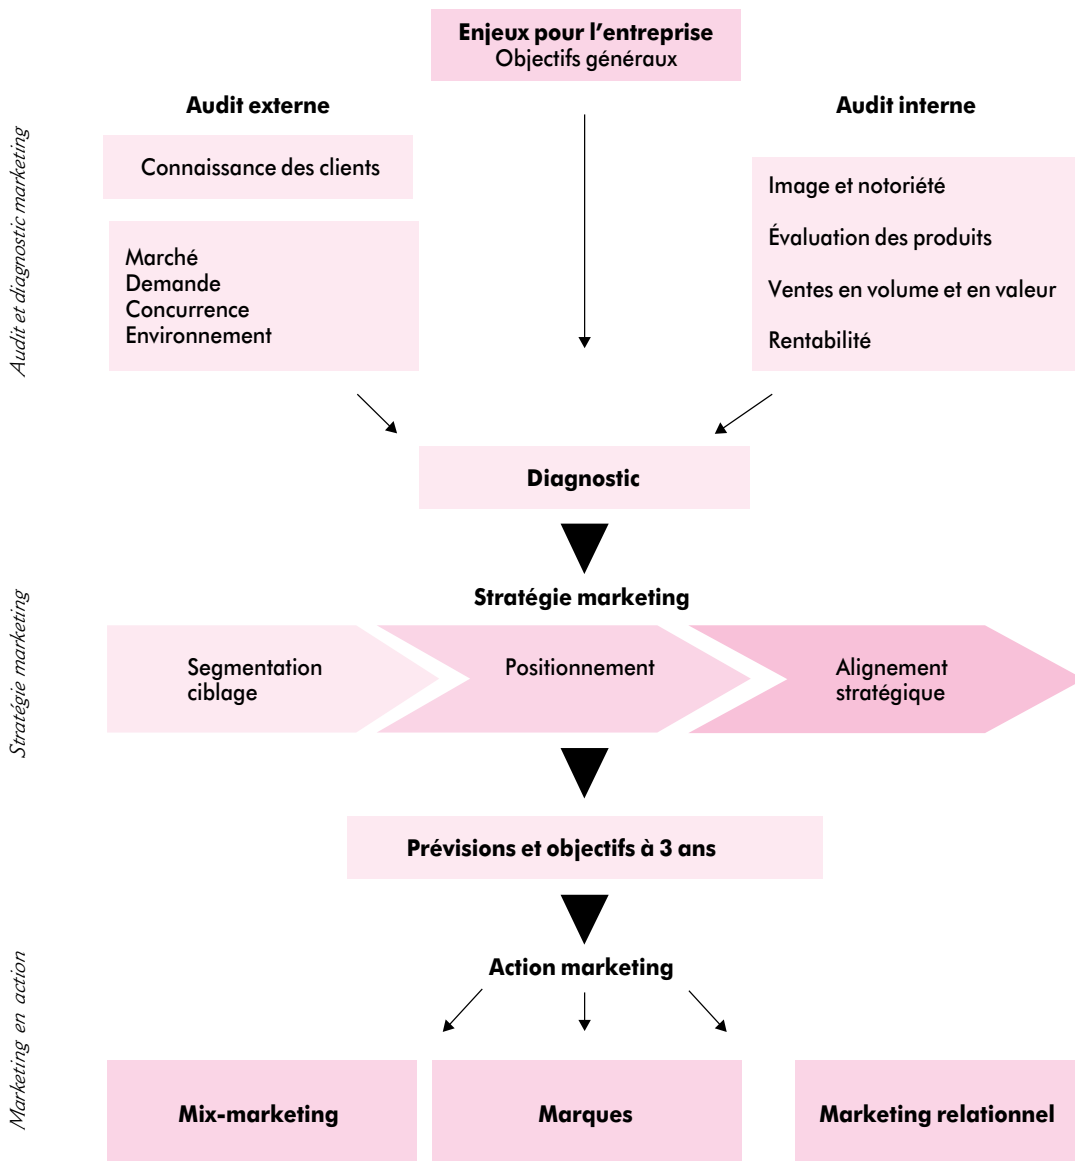 Enjeux pour l'entreprise
Objectifs généraux
Audit et diagnostic marketing
Audit externe
Connaissance des clients
Marché
Demande
Concurrence
Environnement
Audit interne
Image et notoriété
Évaluation des produits
Ventes en volume et en valeur
Rentabilité
Diagnostic
Stratégie marketing
Stratégie marketing
Segmentation
ciblage
Positionnement
Alignement
stratégique
Prévisions et objectifs à 3 ans
Marketing en action
Action marketing
Mix-marketing
Marques
Marketing relationnel